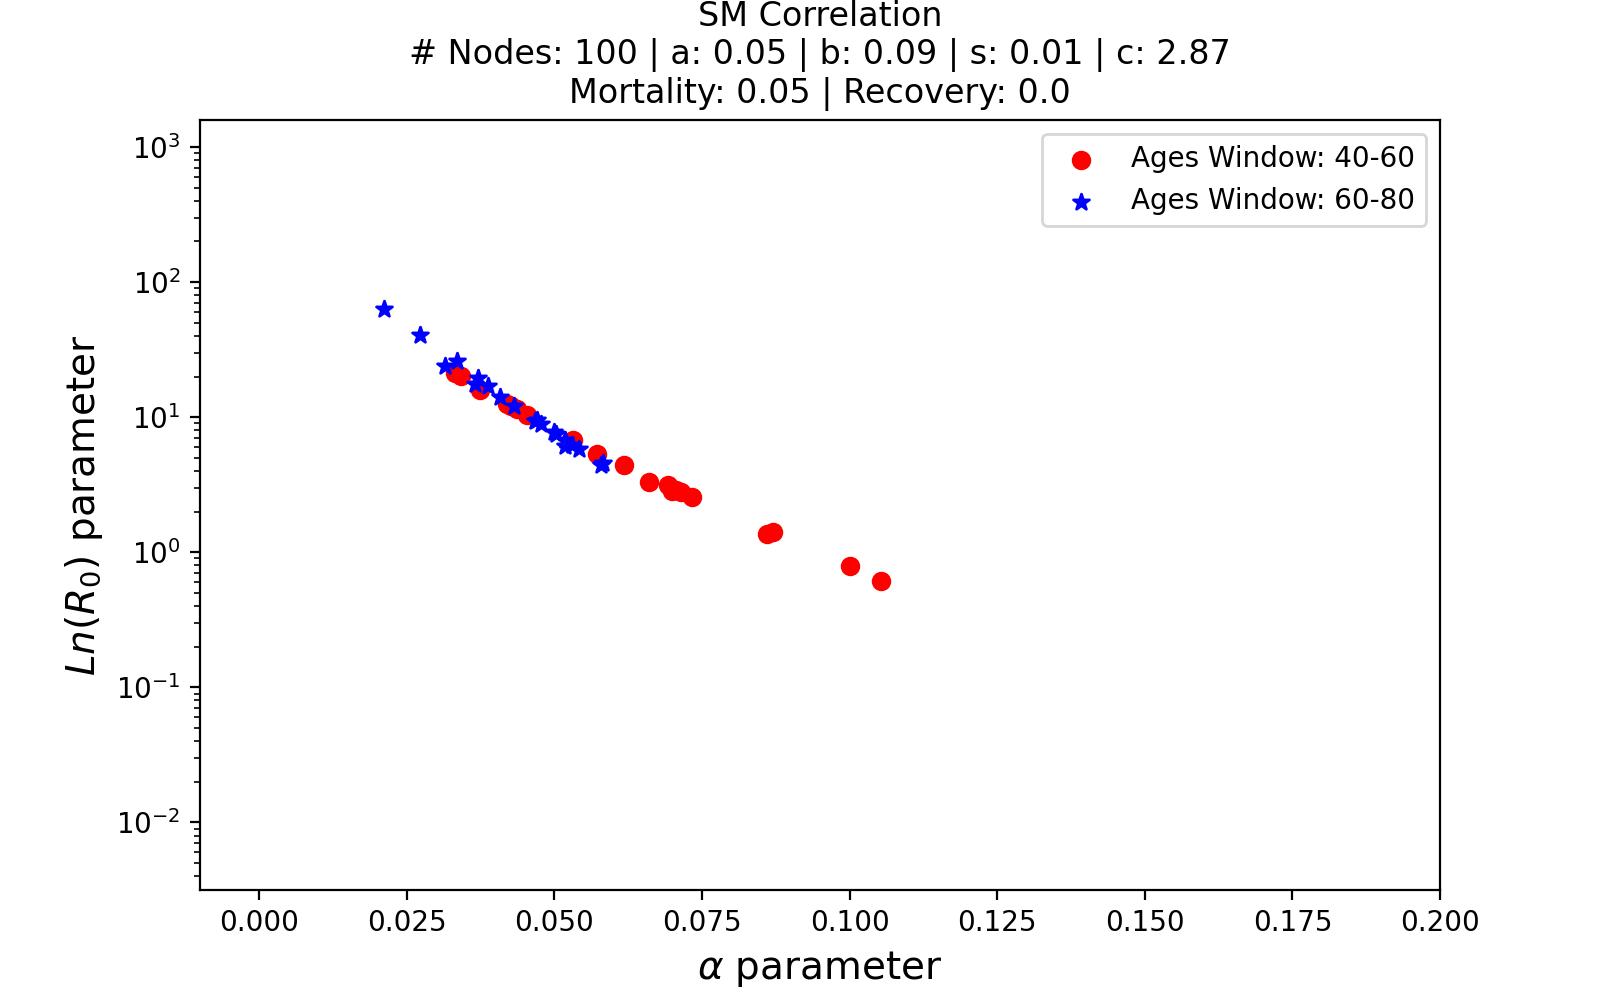 SM Correlation
# Nodes: 100 | a: 0.05 | b: 0.09 | s: 0.01 | c: 2.87
Mortality: 0.05 | Recovery: 0.0
Ages Window: 40-60
Ages Window: 60-80
Ln(R₀) parameter
10³
10²
10¹
10⁰
10⁻¹
10⁻²
0.000 0.025 0.050 0.075 0.100 0.125 0.150 0.175 0.200
α parameter